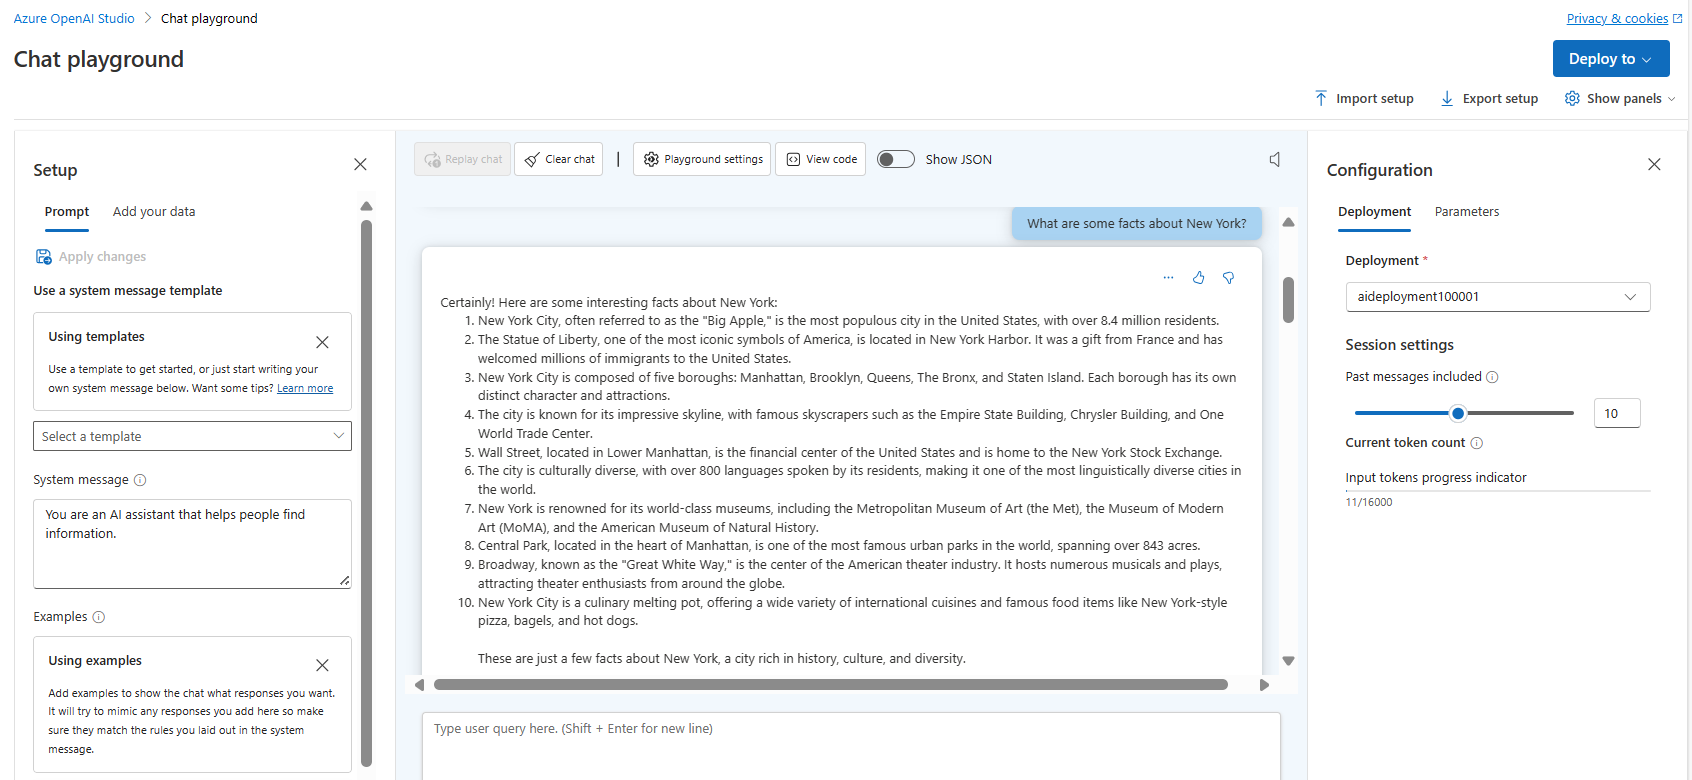 Azure OpenAI Studio > Chat playground
Privacy & cookies
Chat playground
Deploy to
Import setup
Export setup
Show panels
Setup
Prompt
Add your data
Apply changes
Use a system message template
Using templates
Use a template to get started, or just start writing your
own system message below. Want some tips? Learn more
Select a template
System message
You are an AI assistant that helps people find
information.
Examples
Using examples
Add examples to show the chat what responses you want.
It will try to mimic any responses you add here so make
sure they match the rules you laid out in the system
message.
Replay chat
Clear chat
Playground settings
View code
Show JSON
What are some facts about New York?
Certainly! Here are some interesting facts about New York:
1. New York City, often referred to as the "Big Apple," is the most populous city in the United States, with over 8.4 million residents.
2. The Statue of Liberty, one of the most iconic symbols of America, is located in New York Harbor. It was a gift from France and has
welcomed millions of immigrants to the United States.
3. New York City is composed of five boroughs: Manhattan, Brooklyn, Queens, The Bronx, and Staten Island. Each borough has its own
distinct character and attractions.
4. The city is known for its impressive skyline, with famous skyscrapers such as the Empire State Building, Chrysler Building, and One
World Trade Center.
5. Wall Street, located in Lower Manhattan, is the financial center of the United States and is home to the New York Stock Exchange.
6. The city is culturally diverse, with over 800 languages spoken by its residents, making it one of the most linguistically diverse cities in
the world.
7. New York is renowned for its world-class museums, including the Metropolitan Museum of Art (the Met), the Museum of Modern
Art (MoMA), and the American Museum of Natural History.
8. Central Park, located in the heart of Manhattan, is one of the most famous urban parks in the world, spanning over 843 acres.
9. Broadway, known as the "Great White Way," is the center of the American theater industry. It hosts numerous musicals and plays,
attracting theater enthusiasts from around the globe.
10. New York City is a culinary melting pot, offering a wide variety of international cuisines and famous food items like New York-style
pizza, bagels, and hot dogs.
These are just a few facts about New York, a city rich in history, culture, and diversity.
Type user query here. (Shift + Enter for new line)
Configuration
Deployment
Parameters
Deployment *
aideployment100001
Session settings
Past messages included
10
Current token count
Input tokens progress indicator
11/16000